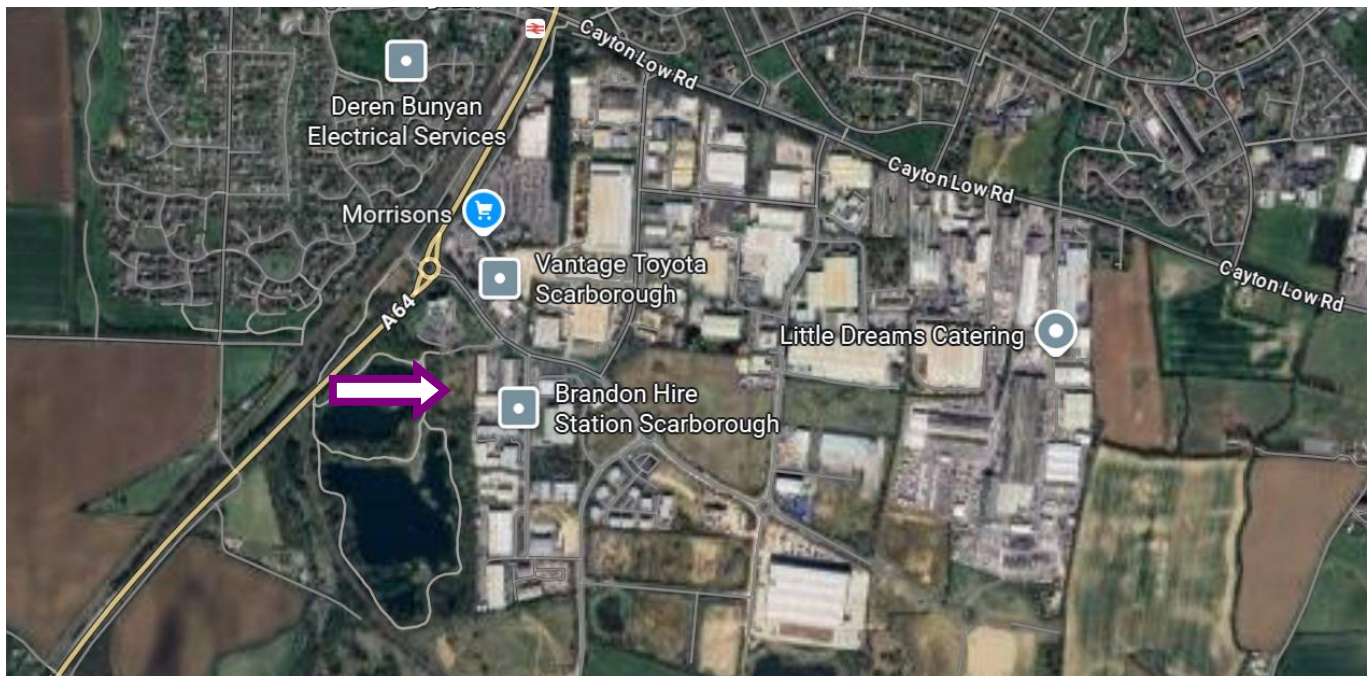 Cayton Low Rd
Deren Bunyan
Electrical Services
Cayton Low Rd
Morrisons
Vantage Toyota
Scarborough
Cayton Low Rd
A64
Little Dreams Catering
Brandon Hire
Station Scarborough